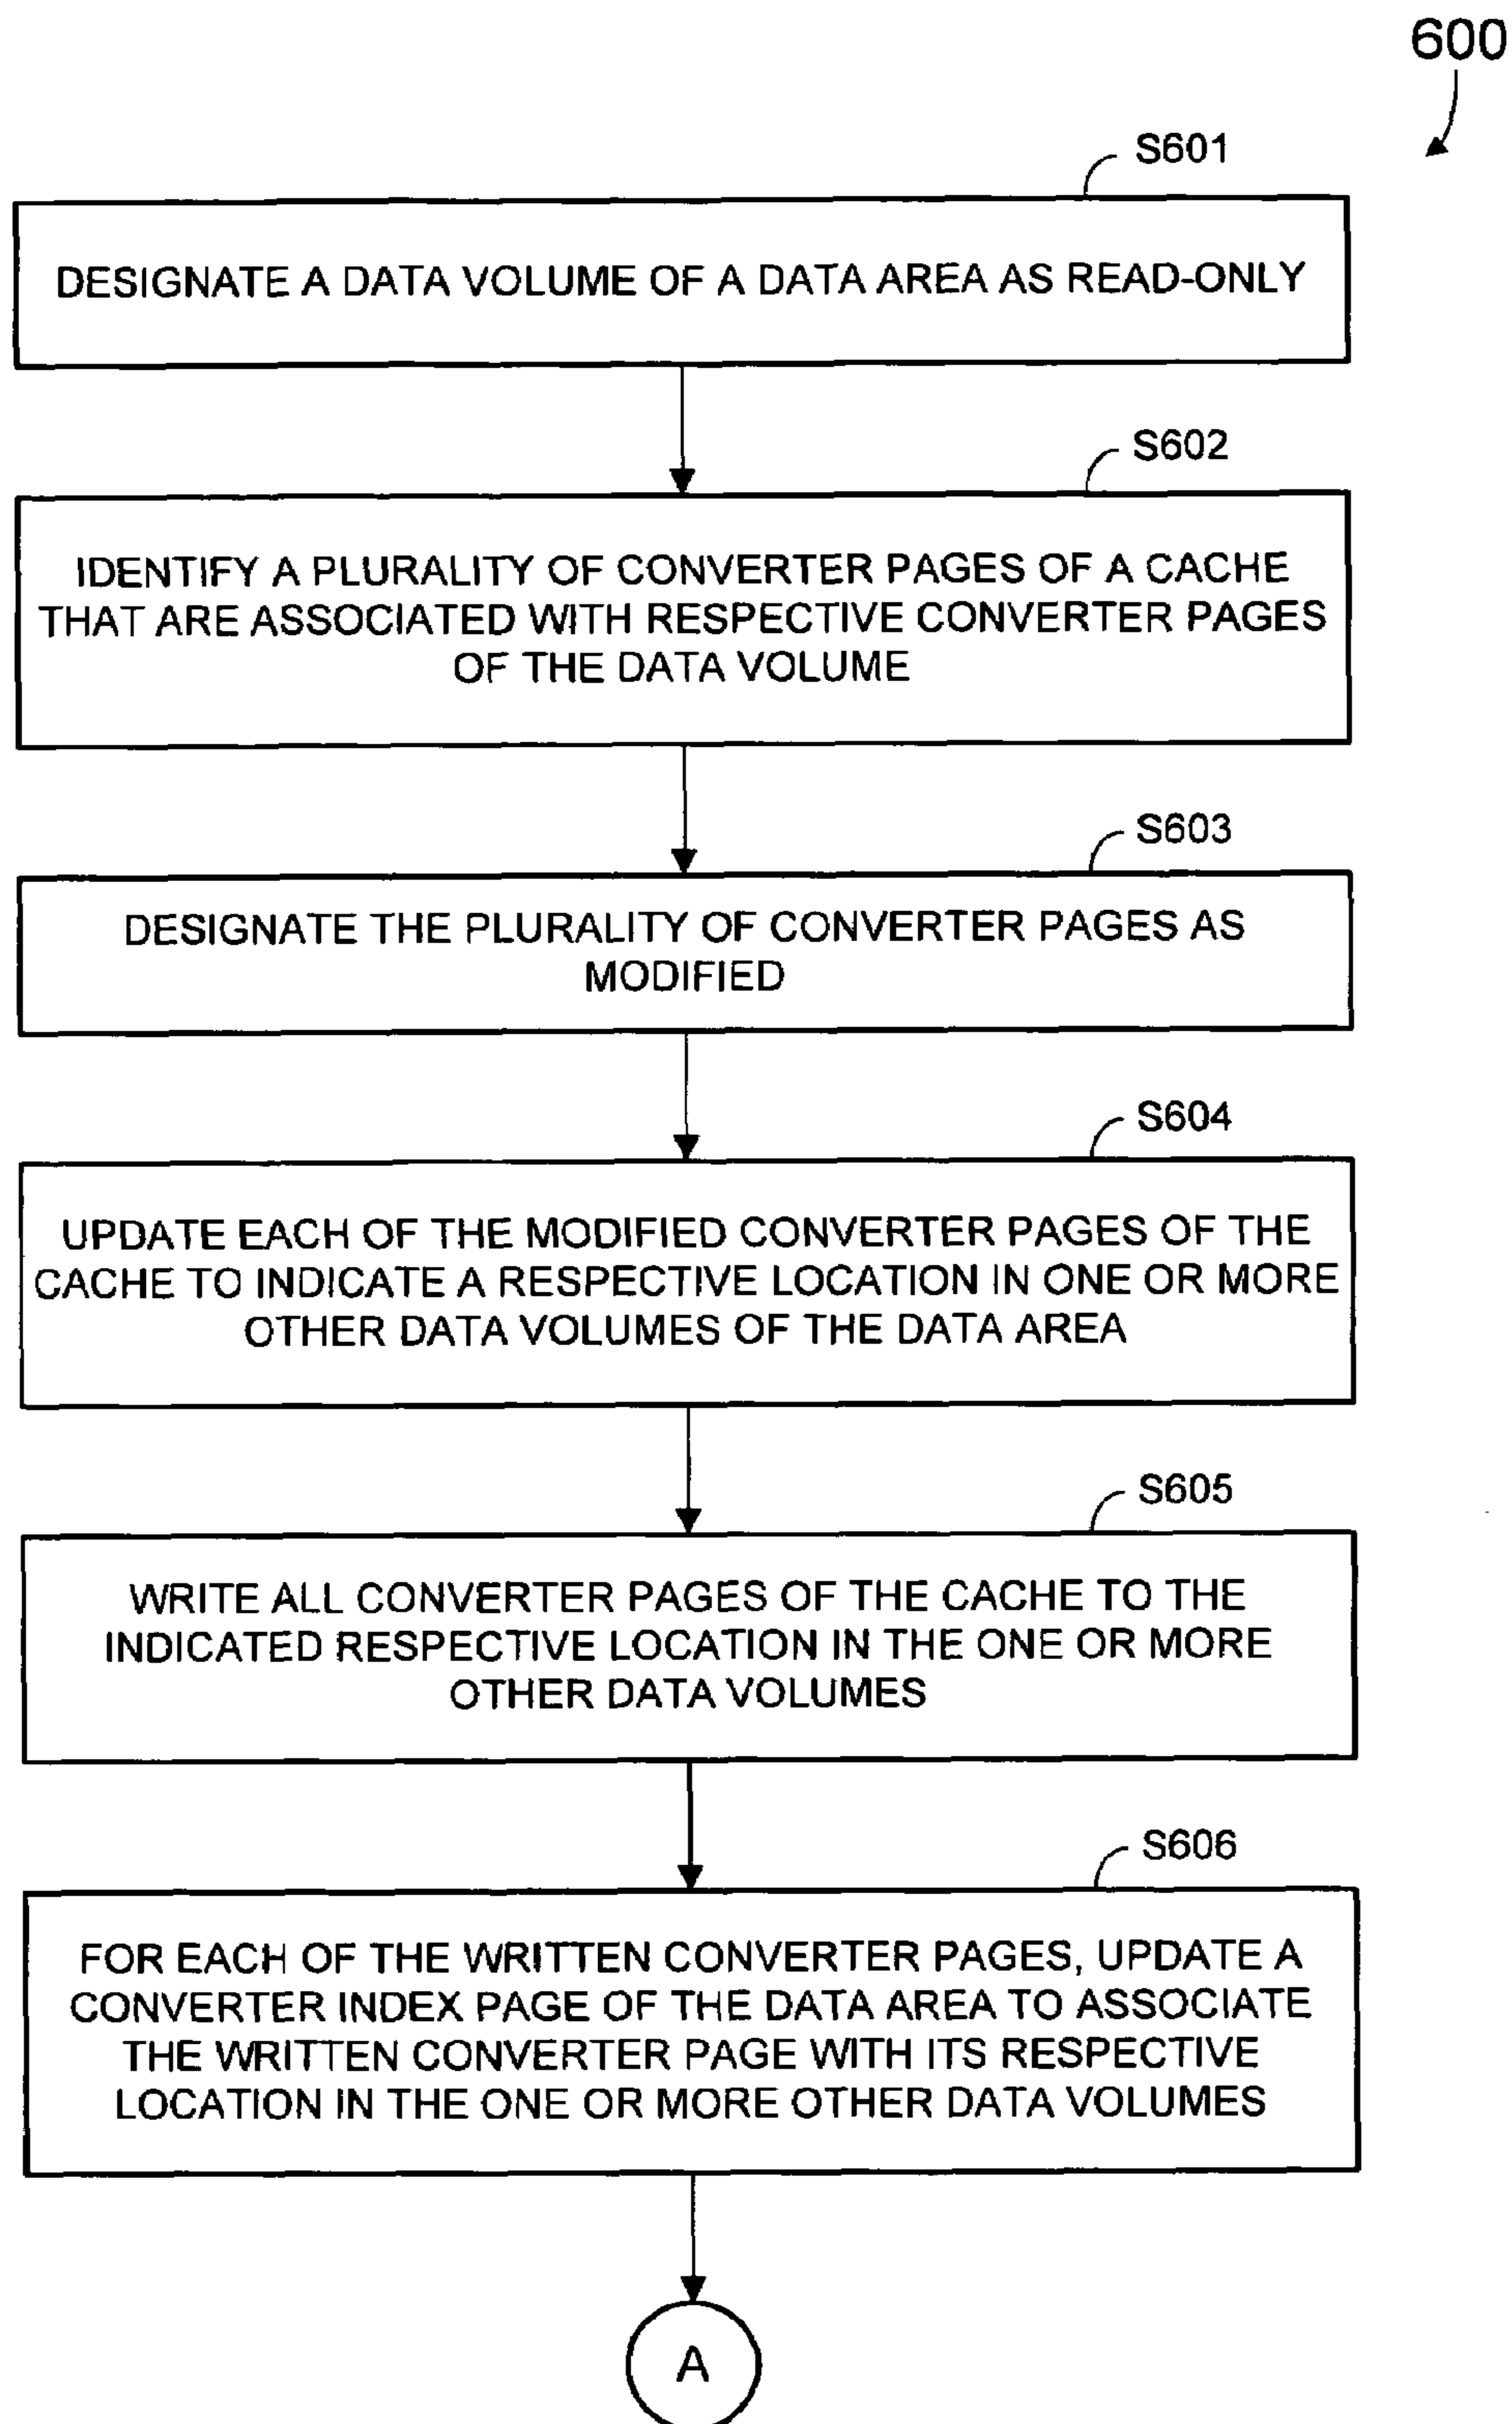 600
S601
DESIGNATE A DATA VOLUME OF A DATA AREA AS READ-ONLY
S602
IDENTIFY A PLURALITY OF CONVERTER PAGES OF A CACHE
THAT ARE ASSOCIATED WITH RESPECTIVE CONVERTER PAGES
OF THE DATA VOLUME
S603
DESIGNATE THE PLURALITY OF CONVERTER PAGES AS
MODIFIED
S604
UPDATE EACH OF THE MODIFIED CONVERTER PAGES OF THE
CACHE TO INDICATE A RESPECTIVE LOCATION IN ONE OR MORE
OTHER DATA VOLUMES OF THE DATA AREA
S605
WRITE ALL CONVERTER PAGES OF THE CACHE TO THE
INDICATED RESPECTIVE LOCATION IN THE ONE OR MORE
OTHER DATA VOLUMES
S606
FOR EACH OF THE WRITTEN CONVERTER PAGES, UPDATE A
CONVERTER INDEX PAGE OF THE DATA AREA TO ASSOCIATE
THE WRITTEN CONVERTER PAGE WITH ITS RESPECTIVE
LOCATION IN THE ONE OR MORE OTHER DATA VOLUMES
A